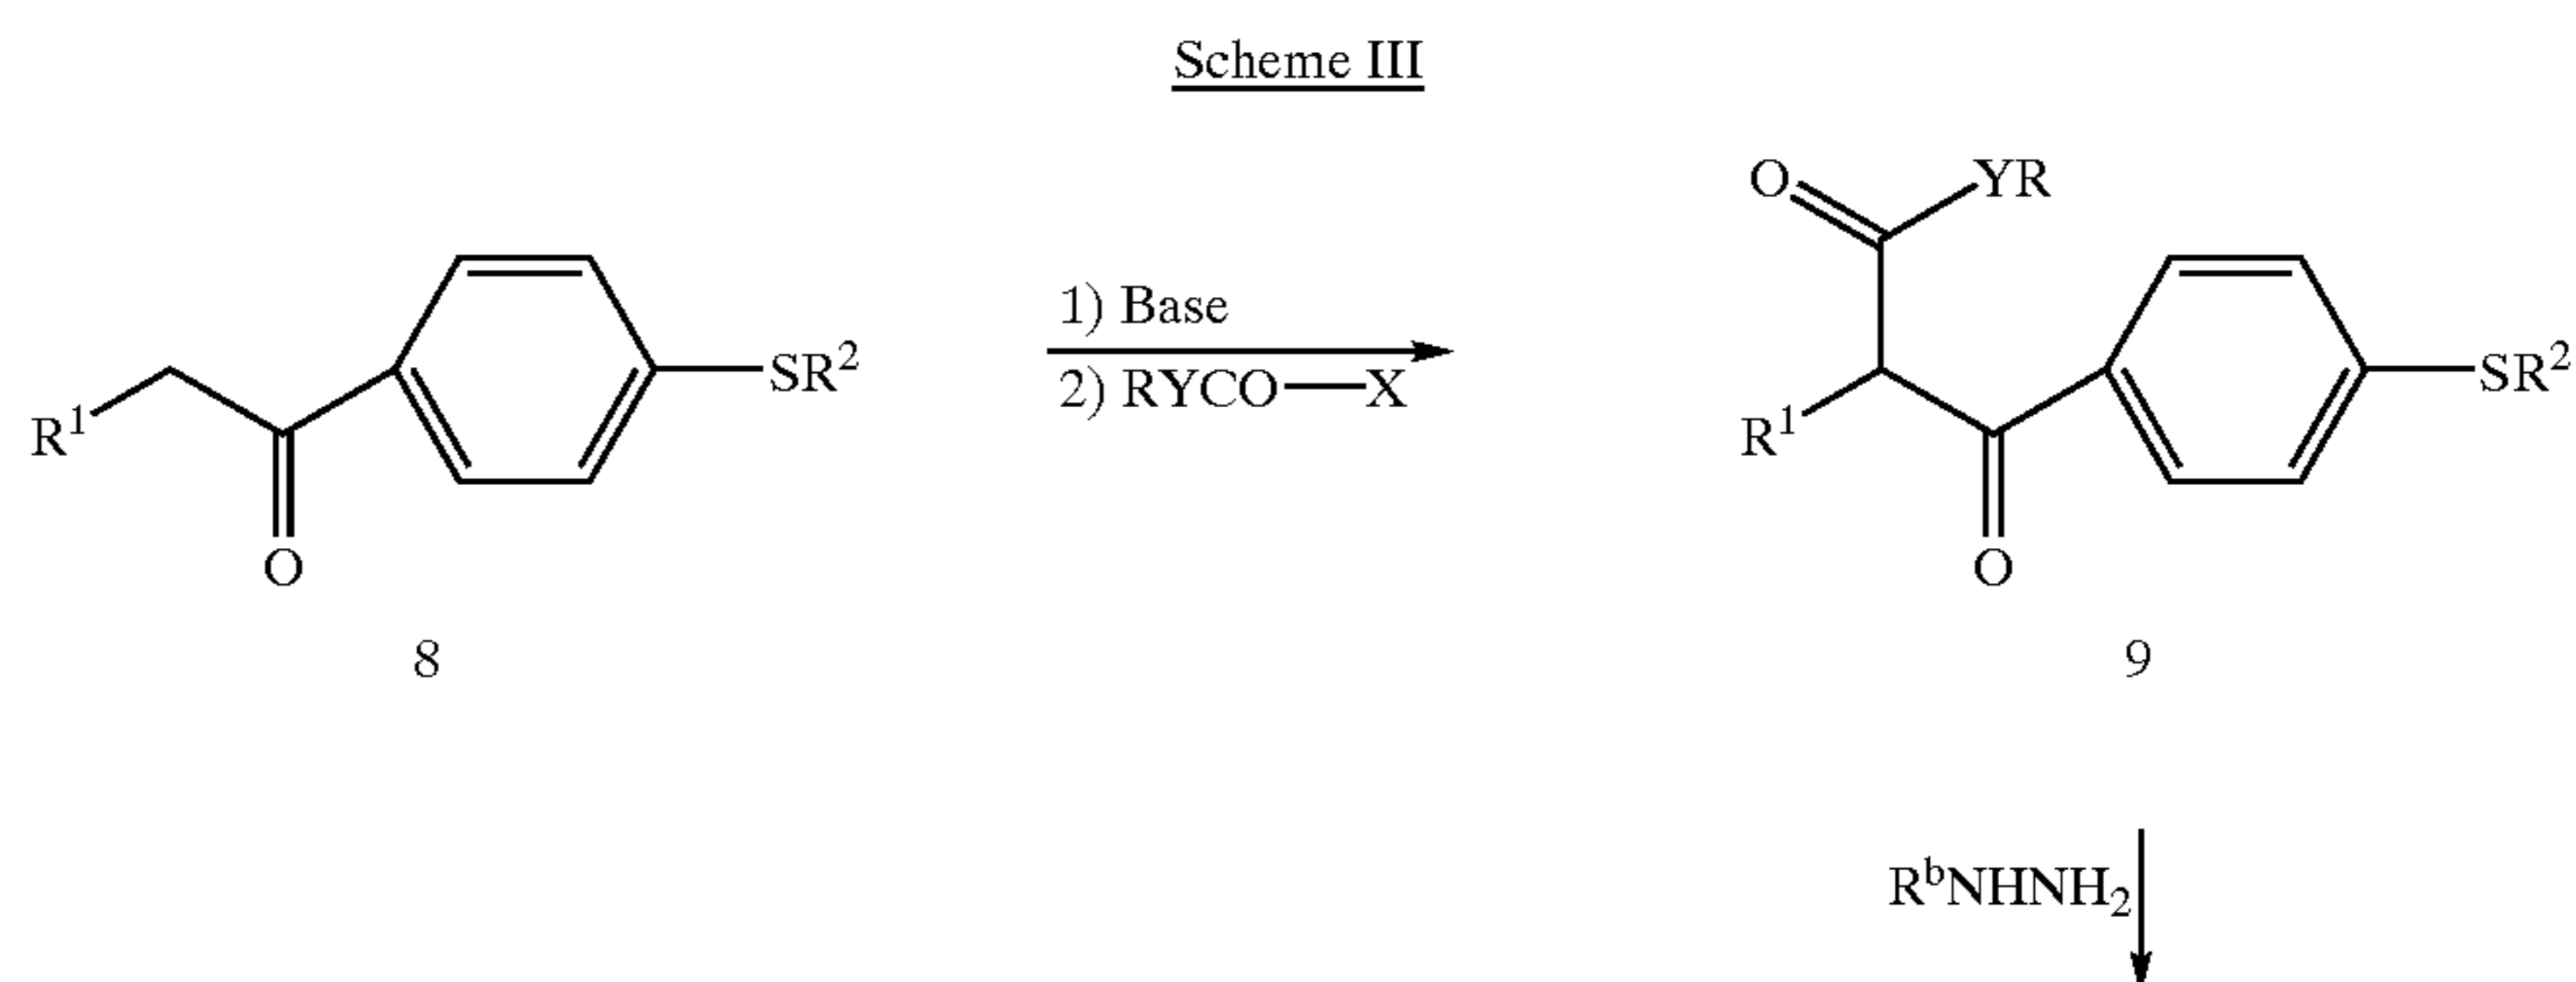 Scheme III
O
YR
SR²
R¹
O
1) Base
2) RYCO—X
SR²
R¹
O
8
9
RᵇNHNH₂